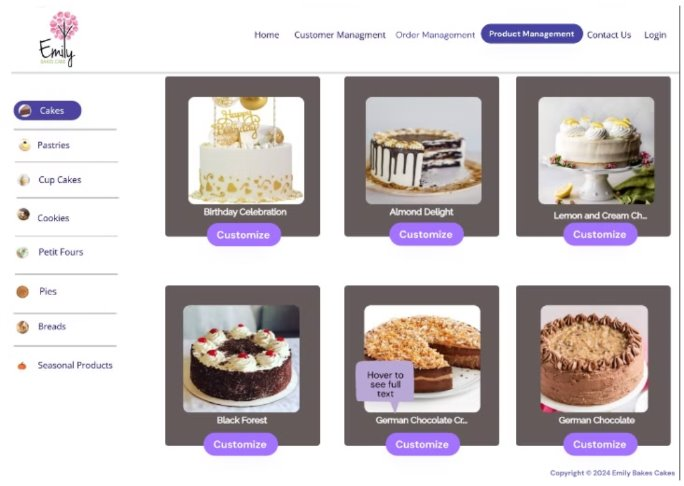 Emily
BAKES CAKE
Home
Customer Managment
Order Management
Product Management
Contact Us
Login
Cakes
Pastries
Cup Cakes
Cookies
Petit Fours
Pies
Breads
Seasonal Products
Happy
Birthday
Birthday Celebration
Customize
Almond Delight
Customize
Lemon and Cream Ch...
Customize
Black Forest
Customize
Hover to
see full
text
German Chocolate Cr...
Customize
German Chocolate
Customize
Copyright © 2024 Emily Bakes Cakes